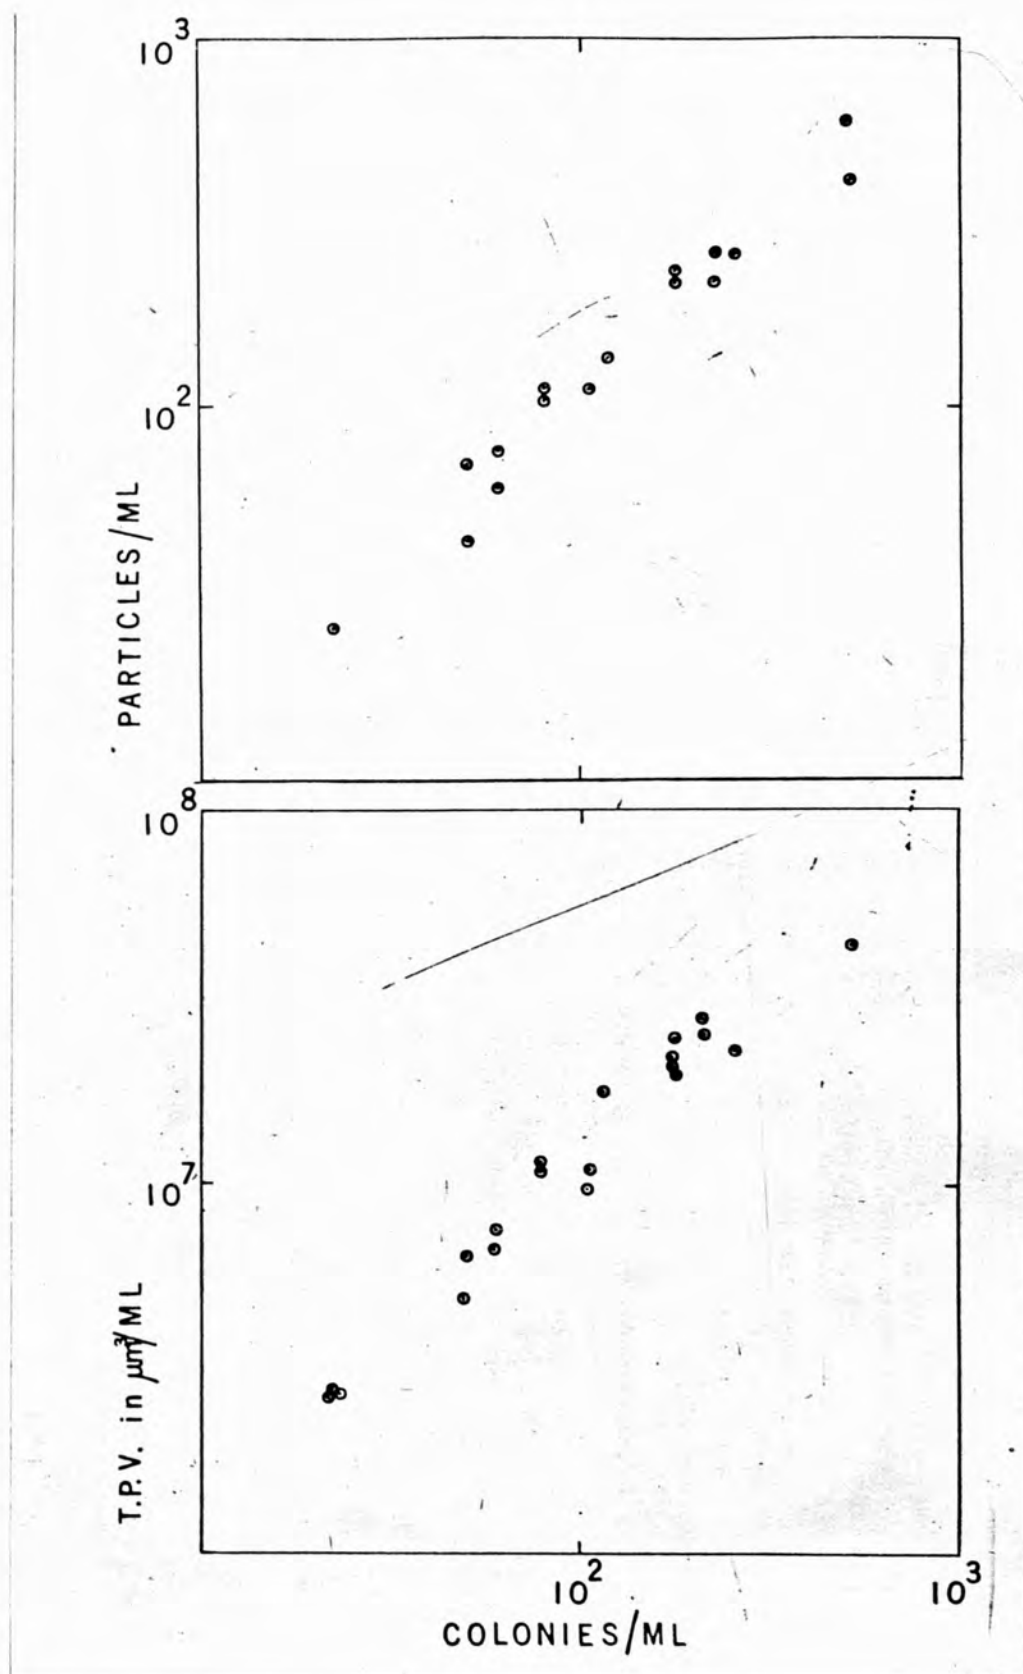 10³
10²
PARTICLES/ML
10⁸
10⁷
T.P.V. in μm³/ML
10² 10³
COLONIES/ML